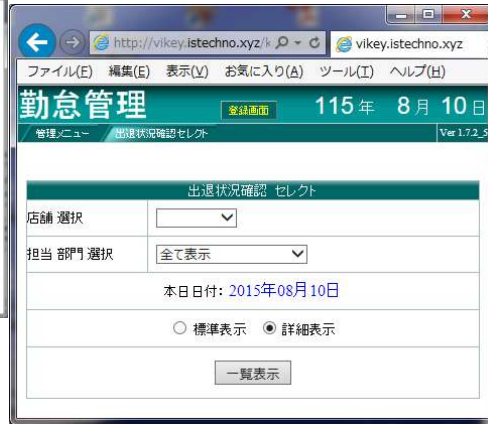 http://vikey.istechno.xyz/k
vikey.istechno.xyz
ファイル(F) 編集(E) 表示(V) お気に入り(A) ツール(T) ヘルプ(H)
勤怠管理 登録画面 115年 8月 10日
管理メニュー 出退状況確認セレクト Ver 1.7.2_5
出退状況確認 セレクト
店舗 選択
担当 部門 選択 全て表示
本日日付: 2015年08月10日
標準表示 詳細表示
一覧表示